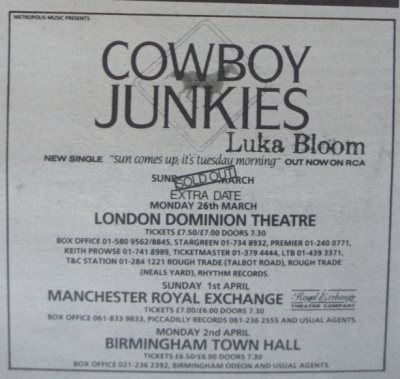 METROPOLIS MUSIC PRESENTS
COWBOY
JUNKIES
Luka Bloom
NEW SINGLE "sun comes up, it's tuesday morning" OUT NOW ON RCA
SOLD OUT MARCH
EXTRA DATE
MONDAY 26th MARCH
LONDON DOMINION THEATRE
TICKETS £7.50/£7.00 DOORS 7.30
BOX OFFICE 01-580 9562/8845, STARGREEN 01-734 8932, PREMIER 01-240 0771,
KEITH PROWSE 01-741 8989, TICKETMASTER 01-379 4444, LTB 01-439 3371,
T&C STATION 01-284 1221 ROUGH TRADE (TALBOT ROAD), ROUGH TRADE
(NEALS YARD), RHYTHM RECORDS.
SUNDAY 1st APRIL
MANCHESTER ROYAL EXCHANGE Royal Exchange
THEATRE COMPANY
TICKETS £7.00/£6.00 DOORS 7.30
BOX OFFICE 061-833 9833, PICCADILLY RECORDS 061-236 2555 AND USUAL AGENTS.
MONDAY 2nd APRIL
BIRMINGHAM TOWN HALL
TICKETS £6.50/£6.00 DOORS 7.30
BOX OFFICE 021-236 2392, BIRMINGHAM ODEON AND USUAL AGENTS.